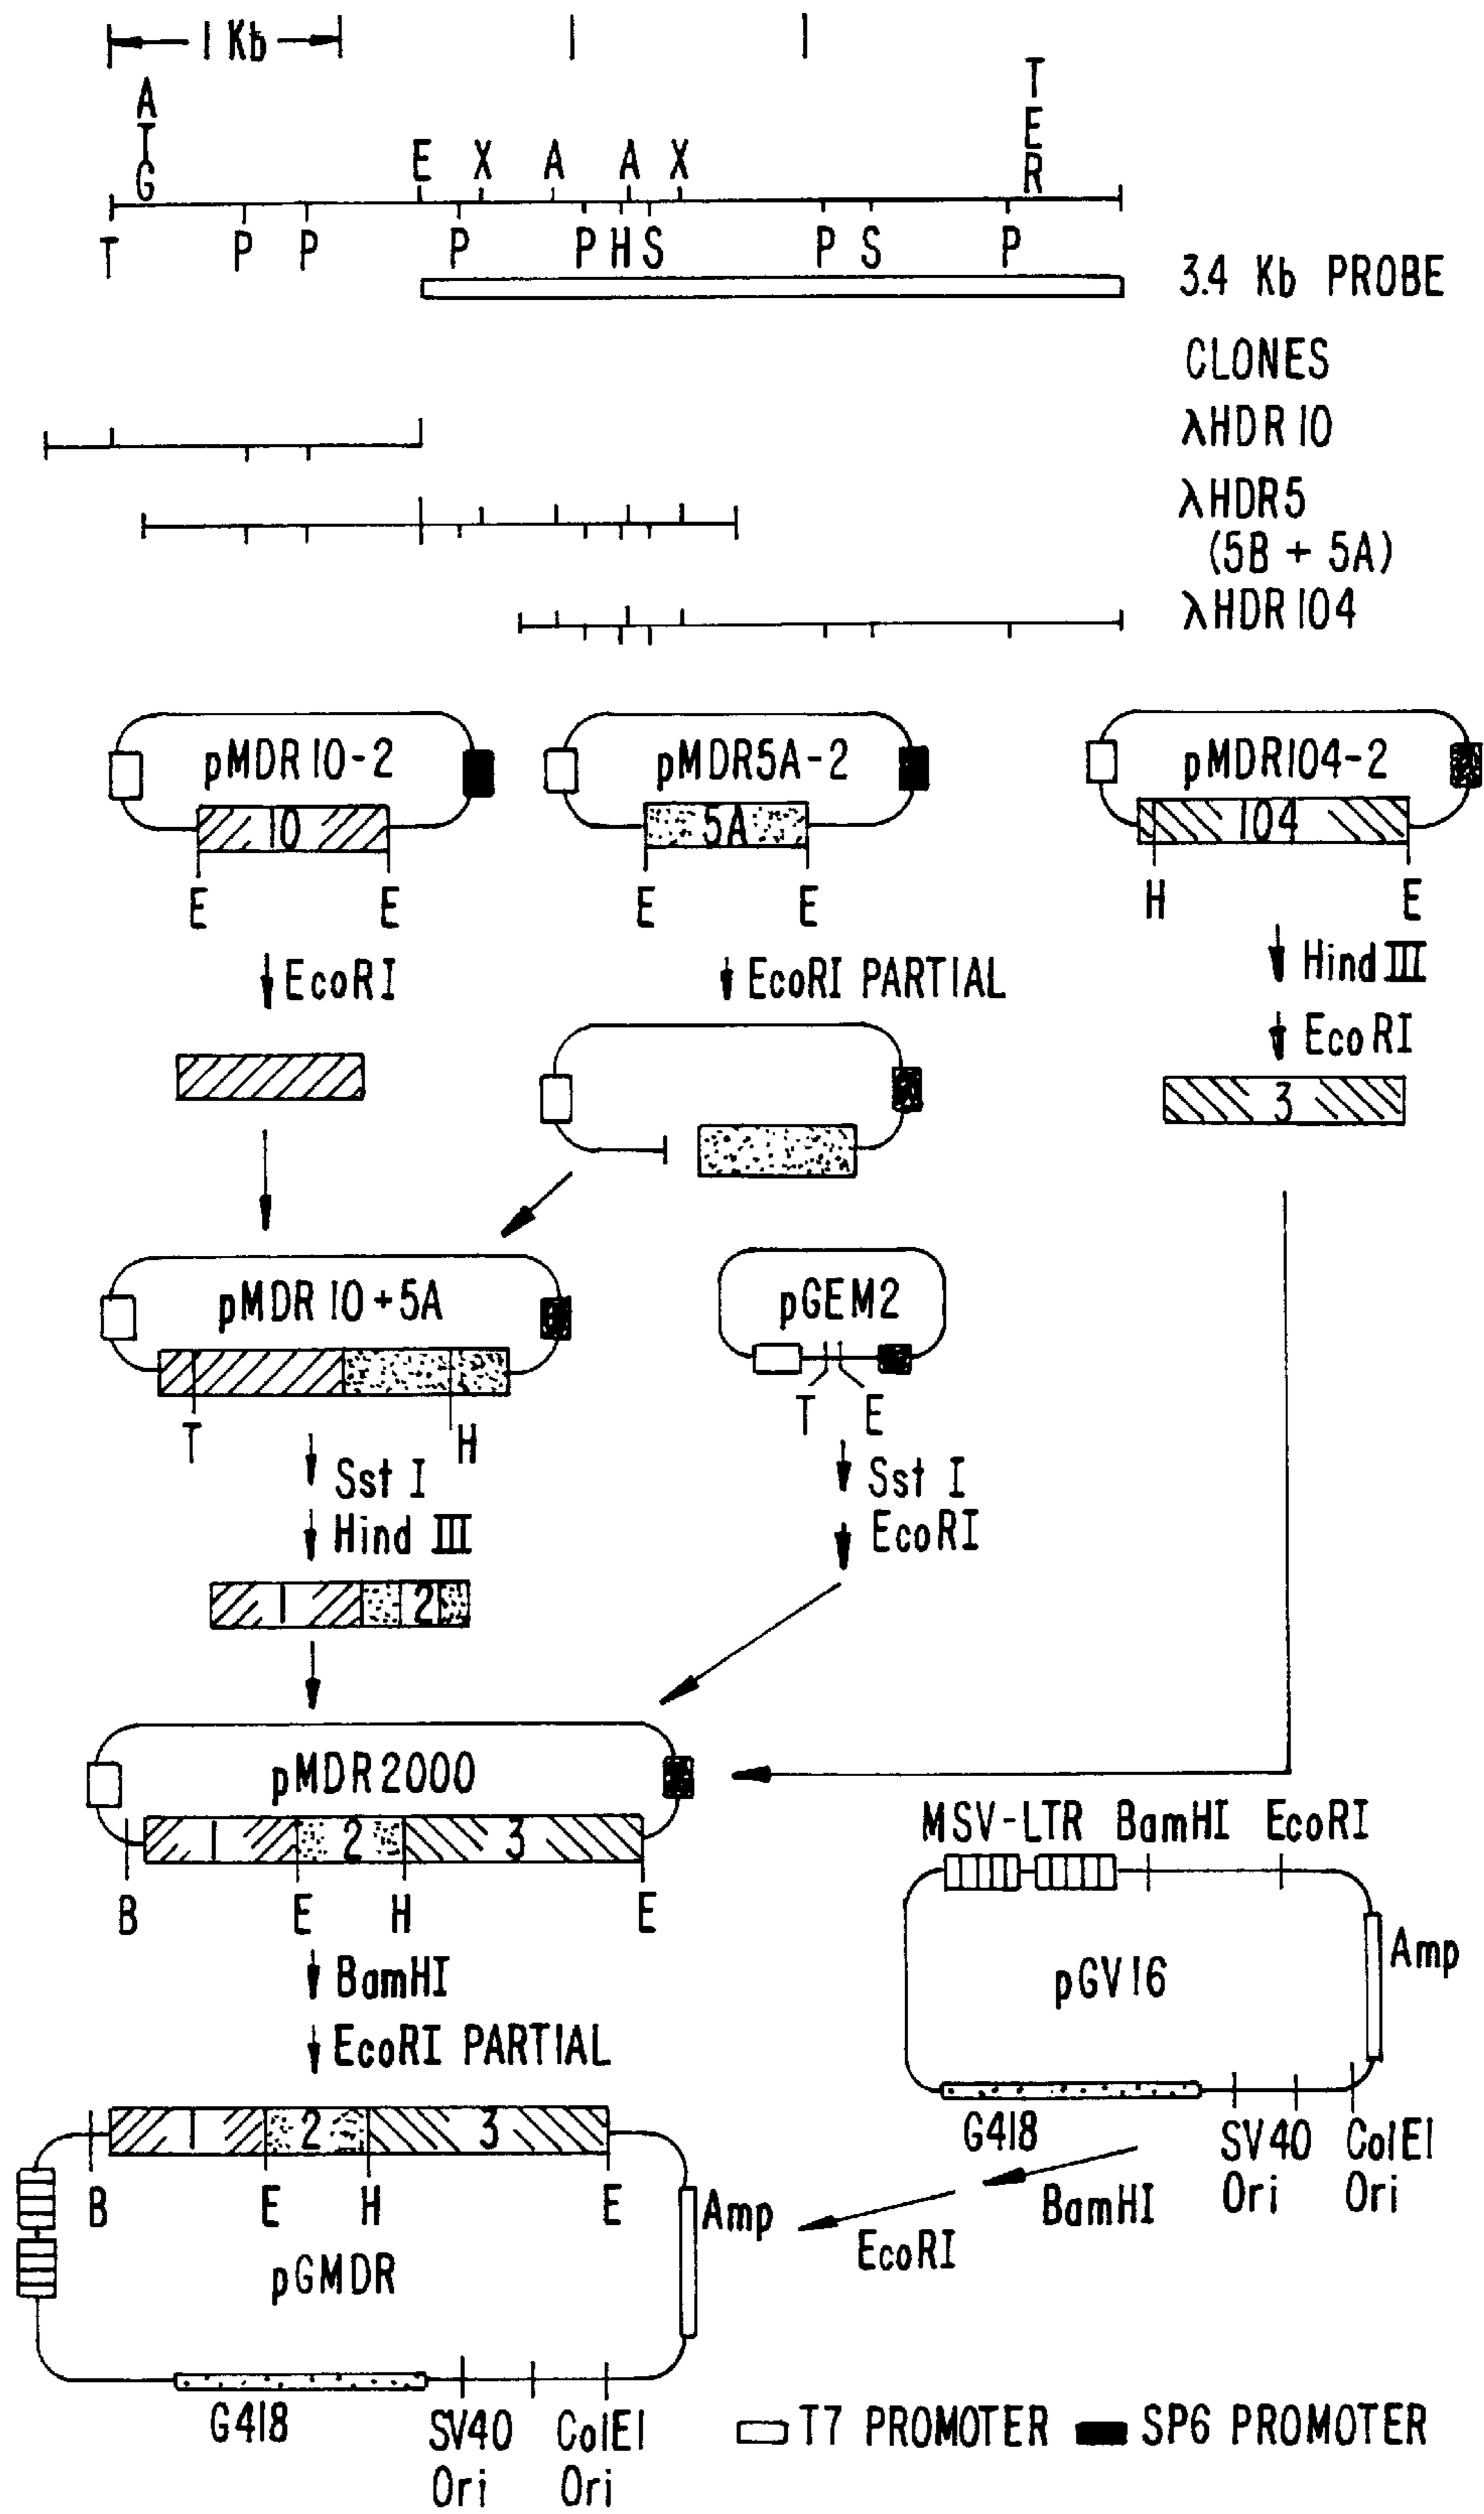 1 Kb
ATG
TER
E X A A X
T P P P P H S P S P
3.4 Kb PROBE
CLONES
λHDR10
λHDR5
(5B + 5A)
λHDR104
pMDR10-2
pMDR5A-2
pMDR104-2
10
5A
104
E E
E E
H E
EcoRI
EcoRI PARTIAL
Hind III
EcoRI
3
pMDR10+5A
pGEM2
T H
T E
Sst I
Hind III
Sst I
EcoRI
1 2
pMDR2000
1 2 3
B E H E
MSV-LTR BamHI EcoRI
pGV16
Amp
G418
SV40 Ori
ColEI Ori
BamHI
EcoRI PARTIAL
BamHI
EcoRI
1 2 3
B E H E
Amp
pGMDR
G418
SV40 Ori
ColEI Ori
T7 PROMOTER
SP6 PROMOTER